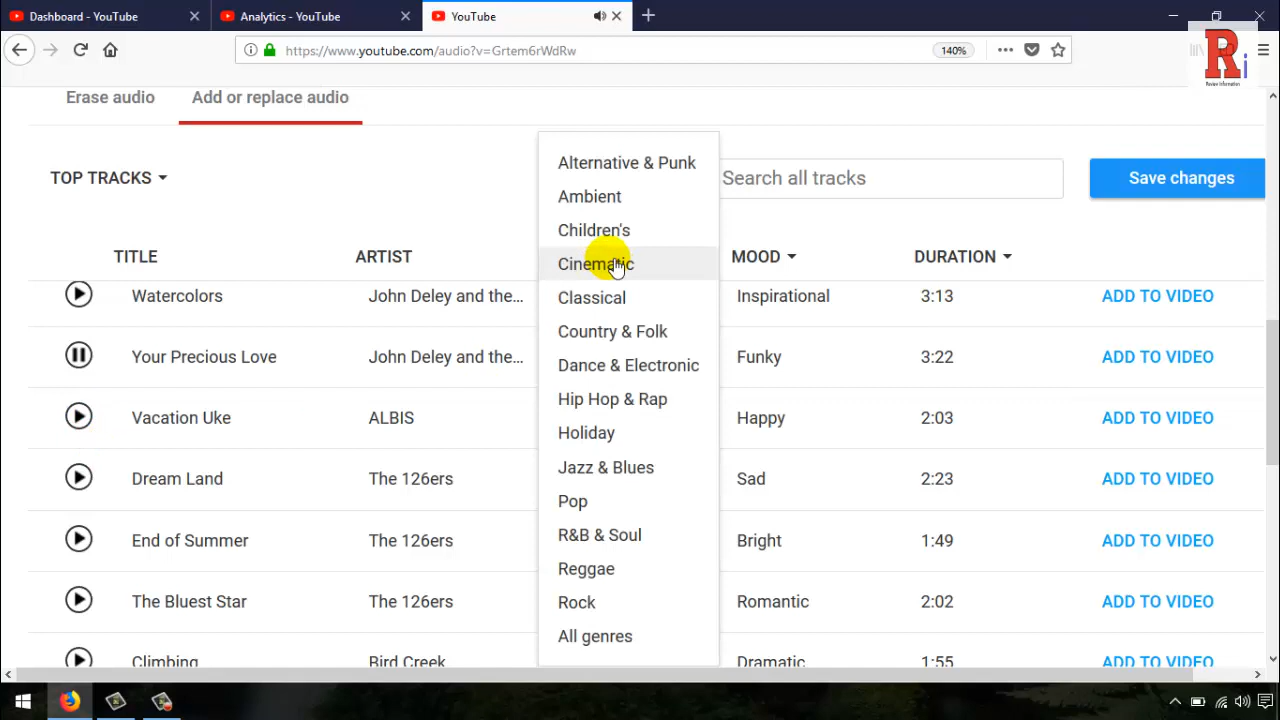 Dashboard - YouTube
Analytics - YouTube
YouTube
https://www.youtube.com/audio?v=Grtem6rWdRw
140%
R i
Review Information
Erase audio
Add or replace audio
TOP TRACKS
Search all tracks
Save changes
TITLE ARTIST MOOD DURATION
Watercolors John Deley and the... Inspirational 3:13 ADD TO VIDEO
Your Precious Love John Deley and the... Funky 3:22 ADD TO VIDEO
Vacation Uke ALBIS Happy 2:03 ADD TO VIDEO
Dream Land The 126ers Sad 2:23 ADD TO VIDEO
End of Summer The 126ers Bright 1:49 ADD TO VIDEO
The Bluest Star The 126ers Romantic 2:02 ADD TO VIDEO
Climbing Bird Creek Dramatic 1:55 ADD TO VIDEO
Alternative & Punk
Ambient
Children's
Cinematic
Classical
Country & Folk
Dance & Electronic
Hip Hop & Rap
Holiday
Jazz & Blues
Pop
R&B & Soul
Reggae
Rock
All genres